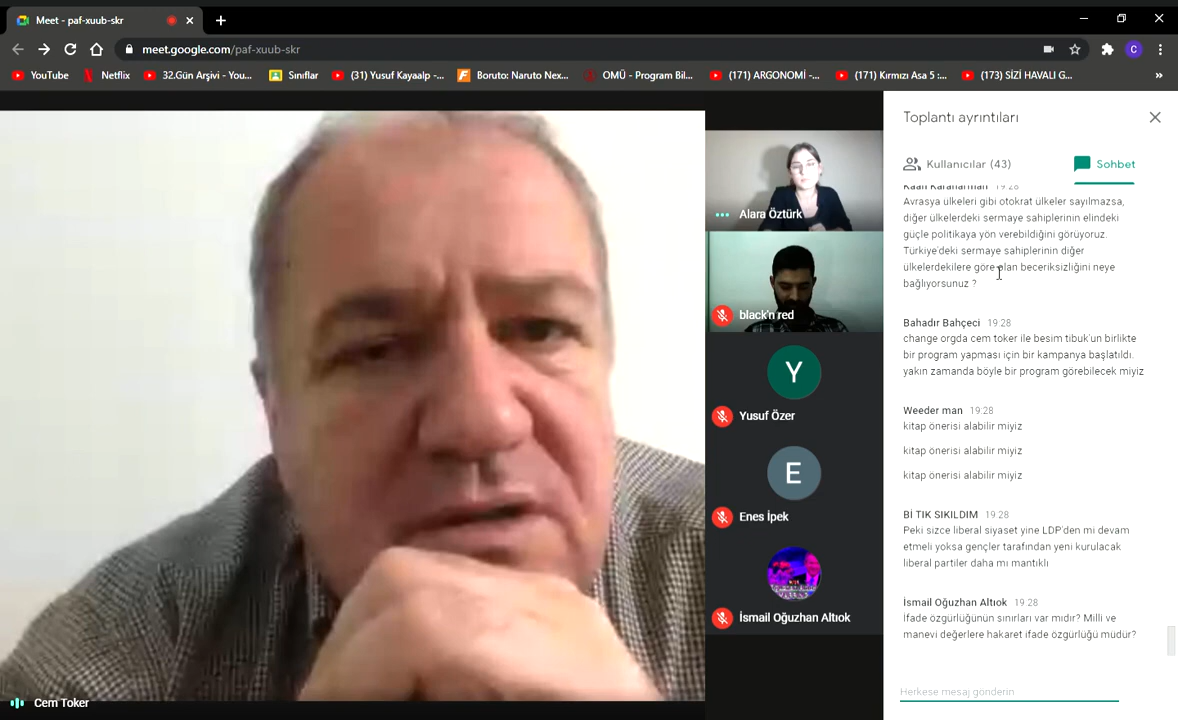 Meet - paf-xuub-skr
meet.google.com/paf-xuub-skr
C
YouTube
Netflix
32.Gün Arşivi - You...
Sınıflar
(31) Yusuf Kayaalp -...
Boruto: Naruto Nex...
OMÜ - Program Bil...
(171) ARGONOMİ -...
(171) Kırmızı Asa 5 :...
(173) SİZİ HAVALI G...
»
Alara Öztürk
black'n red
Y
Yusuf Özer
E
Enes İpek
İsmail Oğuzhan Altıok
Cem Toker
Toplantı ayrıntıları
Kullanıcılar (43)
Sohbet
Kaan Karahanman 19:28
Avrasya ülkeleri gibi otokrat ülkeler sayılmazsa,
diğer ülkelerdeki sermaye sahiplerinin elindeki
güçle politikaya yön verebildiğini görüyoruz.
Türkiye'deki sermaye sahiplerinin diğer
ülkelerdekilere göre olan beceriksizliğini neye
bağlıyorsunuz ?
Bahadır Bahçeci 19:28
change orgda cem toker ile besim tibuk'un birlikte
bir program yapması için bir kampanya başlatıldı.
yakın zamanda böyle bir program görebilecek miyiz
Weeder man 19:28
kitap önerisi alabilir miyiz
kitap önerisi alabilir miyiz
kitap önerisi alabilir miyiz
Bİ TIK SIKILDIM 19:28
Peki sizce liberal siyaset yine LDP'den mi devam
etmeli yoksa gençler tarafından yeni kurulacak
liberal partiler daha mı mantıklı
İsmail Oğuzhan Altıok 19:28
İfade özgürlüğünün sınırları var mıdır? Milli ve
manevi değerlere hakaret ifade özgürlüğü müdür?
Herkese mesaj gönderin